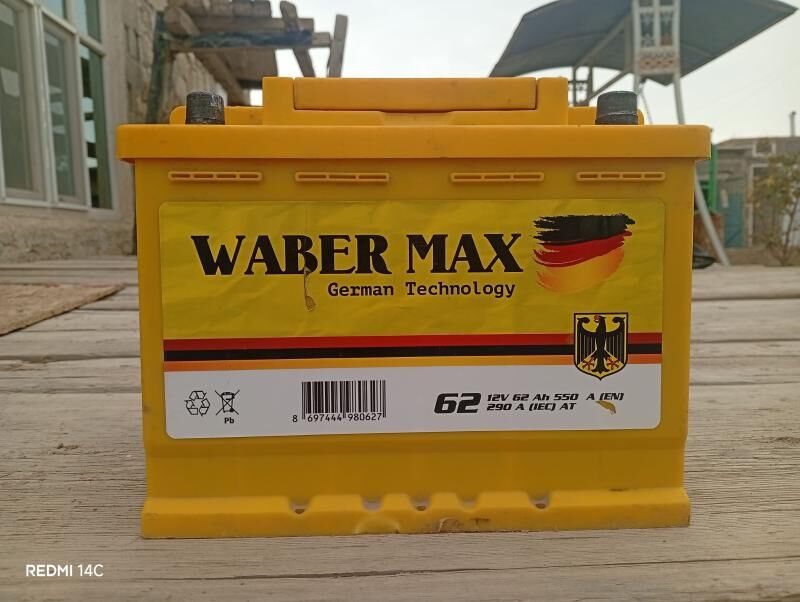 WABER MAX
German Technology
Pb
8 697444 980627
62
12V 62 Ah 550 A (EN)
290 A (IEC) AT
REDMI 14C